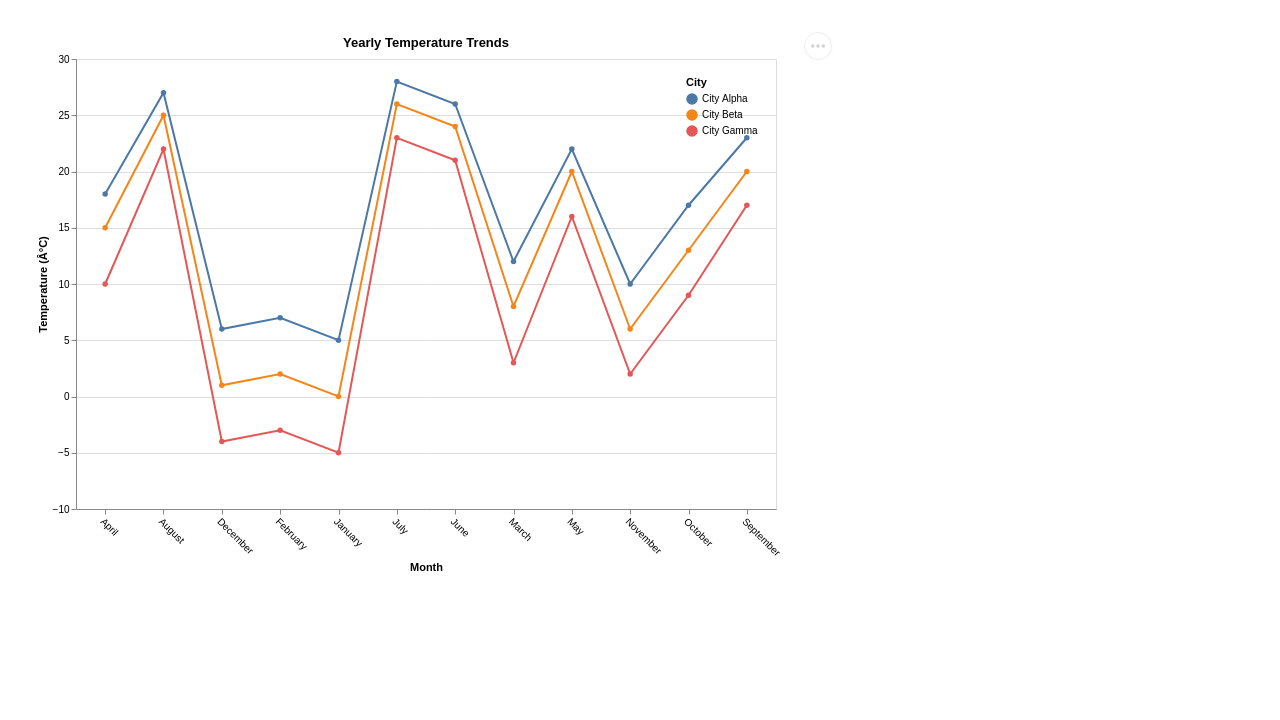 Yearly Temperature Trends
30
25
20
15
10
5
0
−5
−10
Temperature (Â°C)
City
City Alpha
City Beta
City Gamma
April
August
December
February
January
July
June
March
May
November
October
September
Month